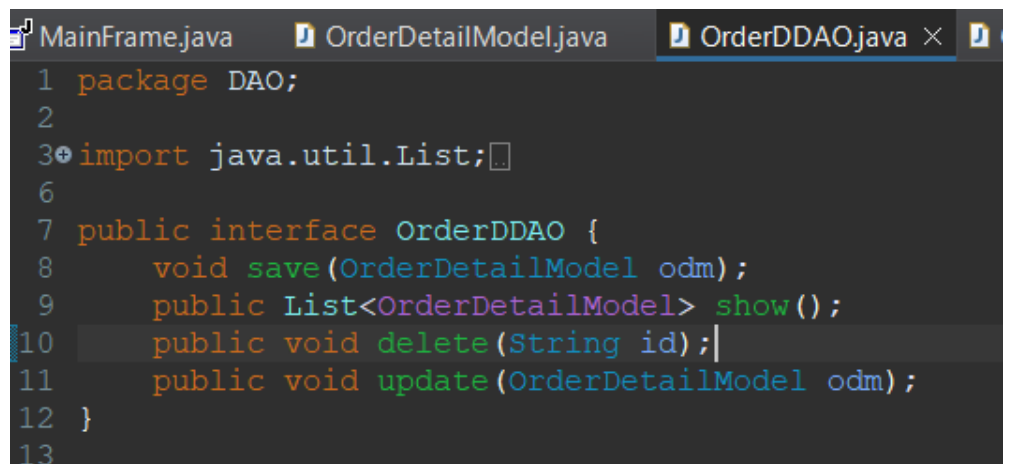 MainFrame.java OrderDetailModel.java OrderDDAO.java ×
1 package DAO;
2
3 import java.util.List;
6
7 public interface OrderDDAO {
8 void save(OrderDetailModel odm);
9 public List<OrderDetailModel> show();
10 public void delete(String id);
11 public void update(OrderDetailModel odm);
12 }
13